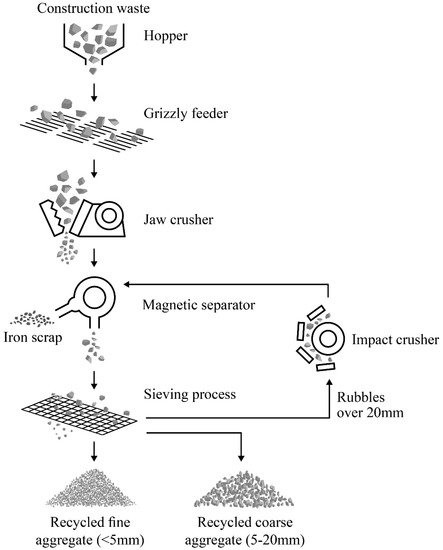 Construction waste
Hopper
Grizzly feeder
Jaw crusher
Magnetic separator
Iron scrap
Impact crusher
Sieving process
Rubbles
over 20mm
Recycled fine
aggregate (<5mm)
Recycled coarse
aggregate (5-20mm)